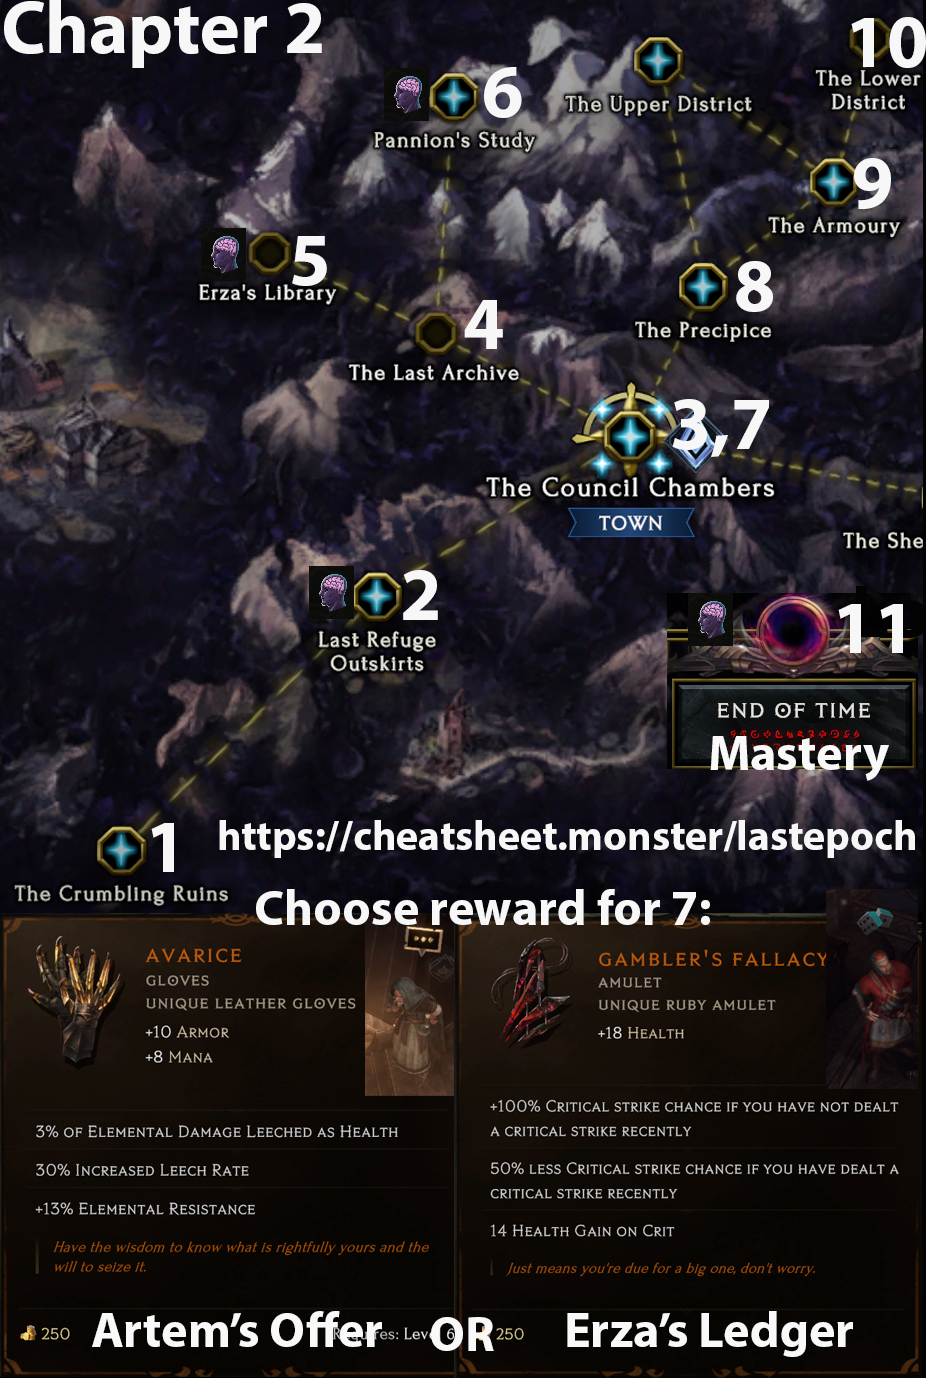 Chapter 2
6
Pannion's Study
The Upper District
10
The Lower
District
9
The Armoury
5
Erza's Library
8
The Precipice
4
The Last Archive
3,7
The Council Chambers
TOWN
The She
2
Last Refuge
Outskirts
11
END OF TIME
Mastery
1
The Crumbling Ruins
https://cheatsheet.monster/lastepoch
Choose reward for 7:
AVARICE
GLOVES
UNIQUE LEATHER GLOVES
+10 ARMOR
+8 MANA
3% OF ELEMENTAL DAMAGE LEECHED AS HEALTH
30% INCREASED LEECH RATE
+13% ELEMENTAL RESISTANCE
Have the wisdom to know what is rightfully yours and the
will to seize it.
250
Artem's Offer
OR
GAMBLER'S FALLACY
AMULET
UNIQUE RUBY AMULET
+18 HEALTH
+100% CRITICAL STRIKE CHANCE IF YOU HAVE NOT DEALT
A CRITICAL STRIKE RECENTLY
50% LESS CRITICAL STRIKE CHANCE IF YOU HAVE DEALT A
CRITICAL STRIKE RECENTLY
14 HEALTH GAIN ON CRIT
Just means you're due for a big one, don't worry.
250
Erza's Ledger